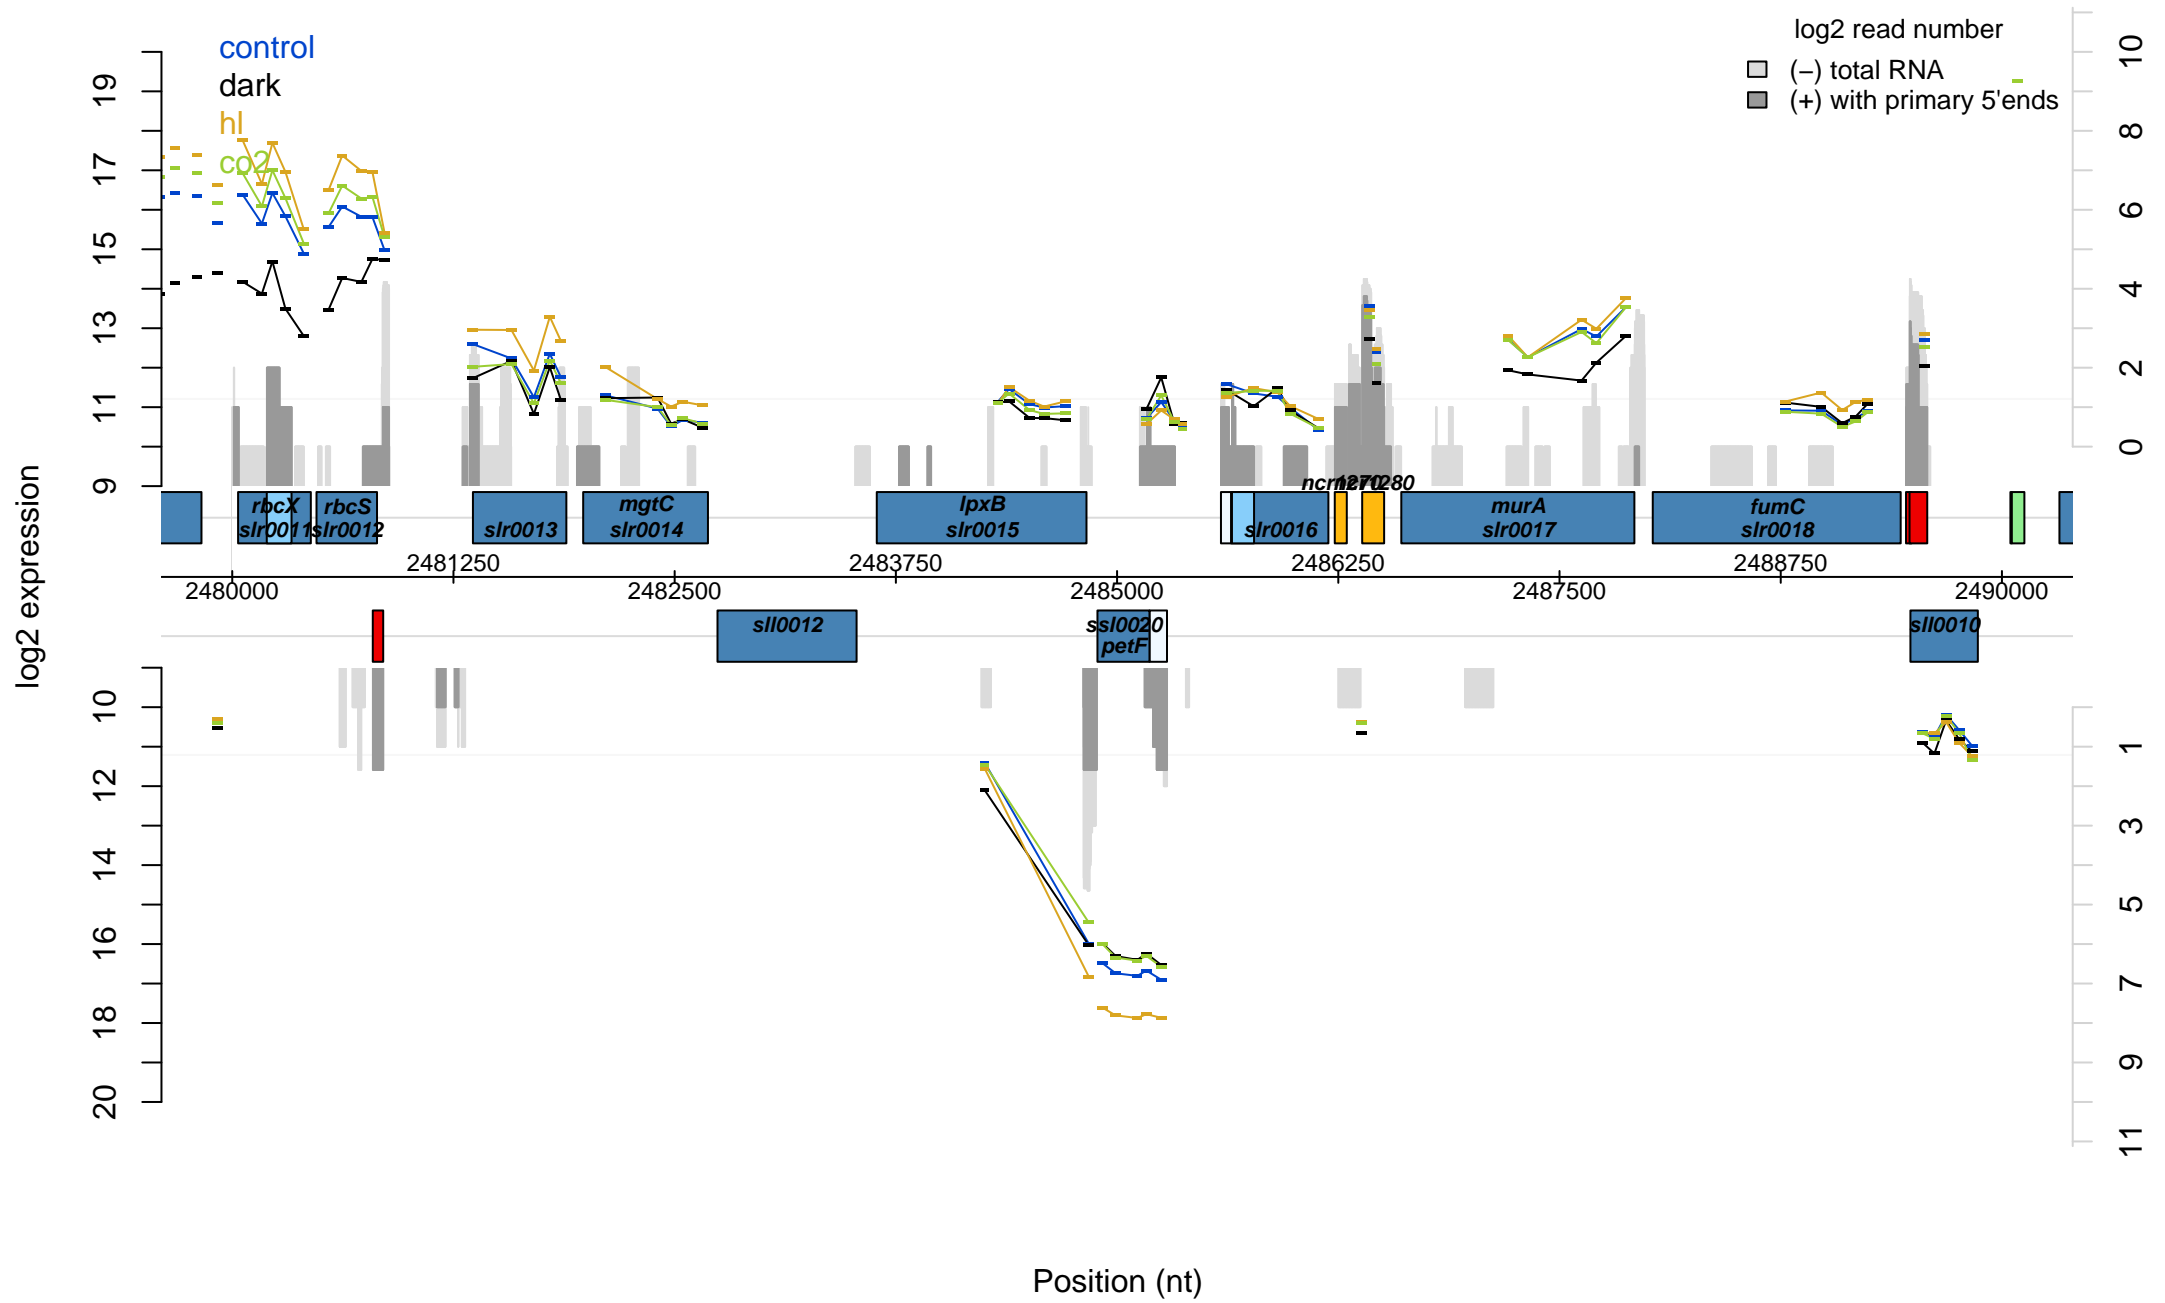 control
dark
hl
co2
log2 read number
(−) total RNA
(+) with primary 5'ends
19
17
15
13
11
9
10
8
6
4
2
0
rbcX
slr0011
rbcS
slr0012
slr0013
mgtC
slr0014
lpxB
slr0015
slr0016
murA
slr0017
fumC
slr0018
2481250
2483750
2486250
2488750
2480000
2482500
2485000
2487500
2490000
sll0012
ssl0020
petF
sll0010
log2 expression
10
12
14
16
18
20
1
3
5
7
9
11
Position (nt)